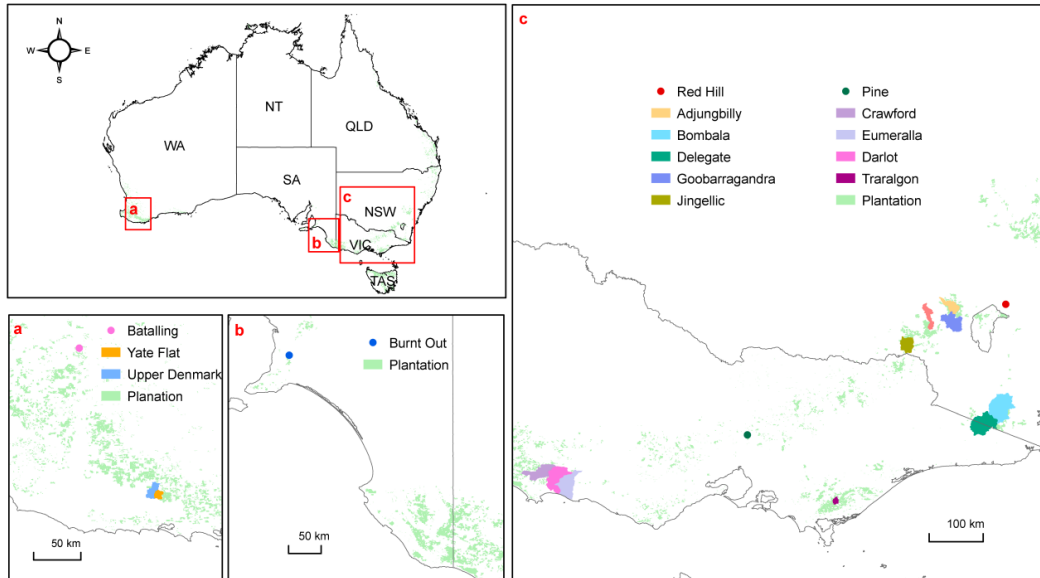 N
W E
S
NT
QLD
WA
SA
c
NSW
a
b
VIC
TAS
a
Batalling
Yate Flat
Upper Denmark
Planation
50 km
b
Burnt Out
Plantation
50 km
c
Red Hill
Adjungbilly
Bombala
Delegate
Goobarragandra
Jingellic
Pine
Crawford
Eumeralla
Darlot
Traralgon
Plantation
100 km